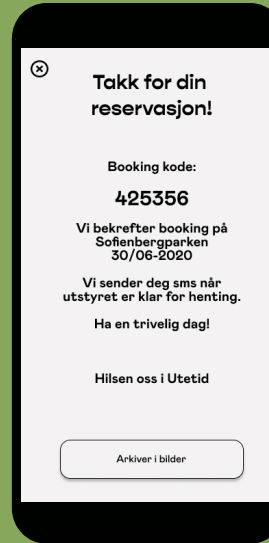 Takk for din
reservasjon!
Booking kode:
425356
Vi bekrefter booking på
Sofienbergparken
30/06-2020
Vi sender deg sms når
utstyret er klar for henting.
Ha en trivelig dag!
Hilsen oss i Utetid
Arkiver i bilder